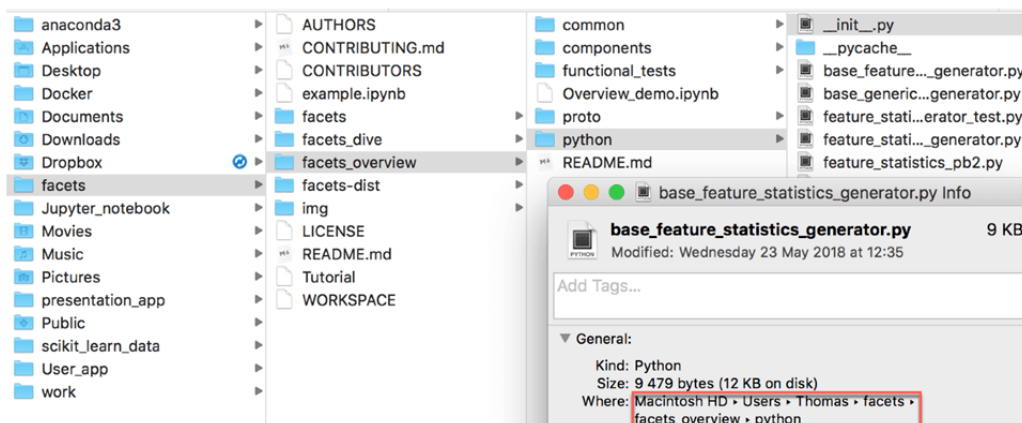 anaconda3
Applications
Desktop
Docker
Documents
Downloads
Dropbox
facets
Jupyter_notebook
Movies
Music
Pictures
presentation_app
Public
scikit_learn_data
User_app
work
AUTHORS
CONTRIBUTING.md
CONTRIBUTORS
example.ipynb
facets
facets_dive
facets_overview
facets-dist
img
LICENSE
README.md
Tutorial
WORKSPACE
common
components
functional_tests
Overview_demo.ipynb
proto
python
README.md
__init__.py
__pycache__
base_feature..._generator.py
base_generic...generator.py
feature_stati...erator_test.py
feature_stati..._generator.py
feature_statistics_pb2.py
base_feature_statistics_generator.py Info
base_feature_statistics_generator.py 9 KB
Modified: Wednesday 23 May 2018 at 12:35
PYTHON
Add Tags...
General:
Kind: Python
Size: 9 479 bytes (12 KB on disk)
Where: Macintosh HD ▸ Users ▸ Thomas ▸ facets ▸
facets_overview ▸ python